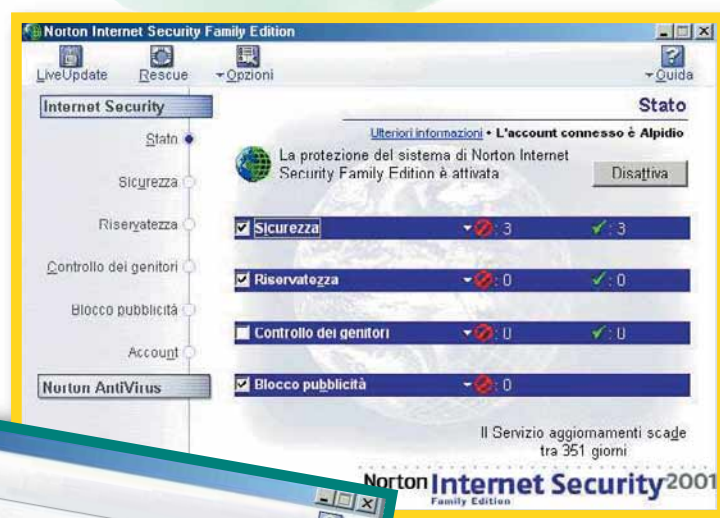 Norton Internet Security Family Edition
LiveUpdate Rescue Opzioni Guida
Internet Security
Stato
Stato
Ulteriori informazioni • L'account connesso è Alpidio
La protezione del sistema di Norton Internet
Security Family Edition è attivata
Disattiva
Sicurezza
Sicurezza : 3 : 3
Riservatezza
Riservatezza : 0 : 0
Controllo dei genitori
Controllo dei genitori : 0 : 0
Blocco pubblicità
Blocco pubblicità : 0
Account
Norton AntiVirus
Il Servizio aggiornamenti scade
tra 351 giorni
Norton Internet Security 2001
Family Edition